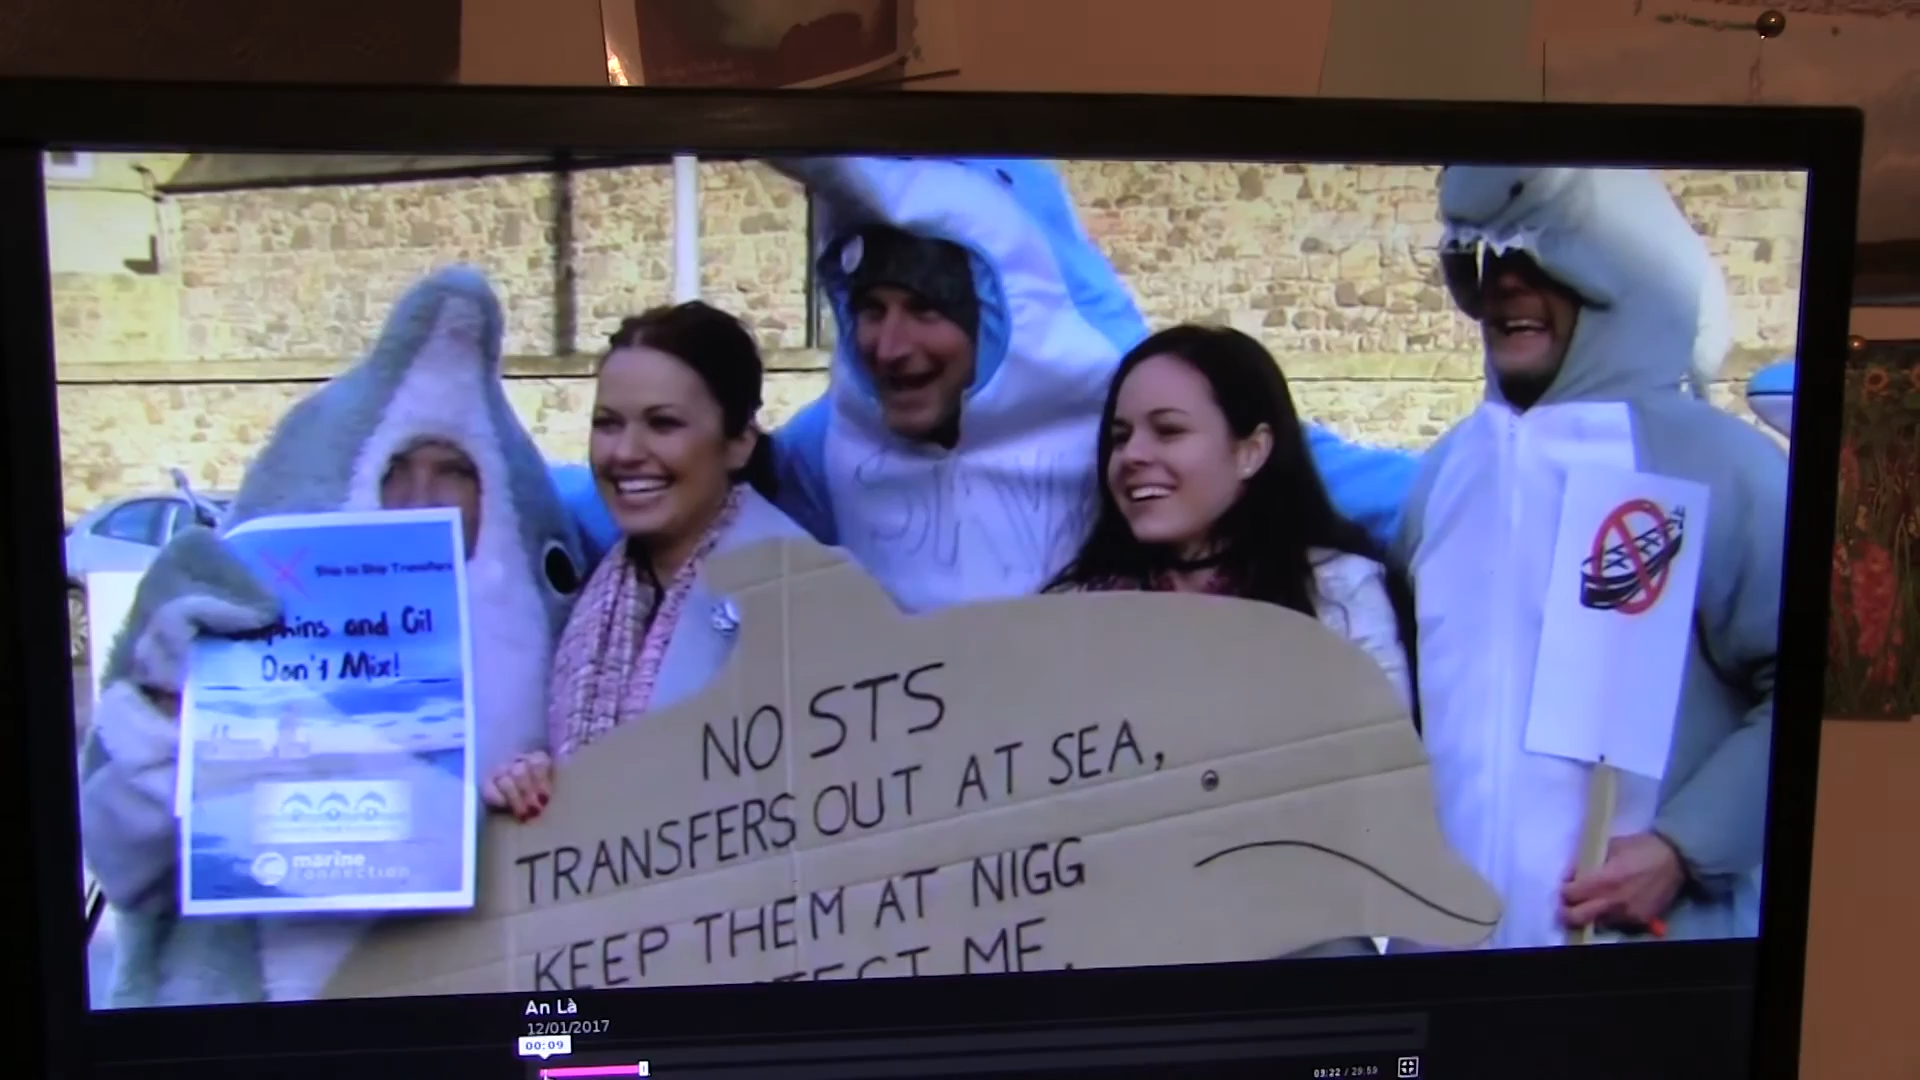 Ship to Ship Transfers
Dolphins and Oil
Don't Mix!
marine
connection
NO STS
TRANSFERS OUT AT SEA,
KEEP THEM AT NIGG
ME.
An Là
12/01/2017
00:09
03:22 / 29:59